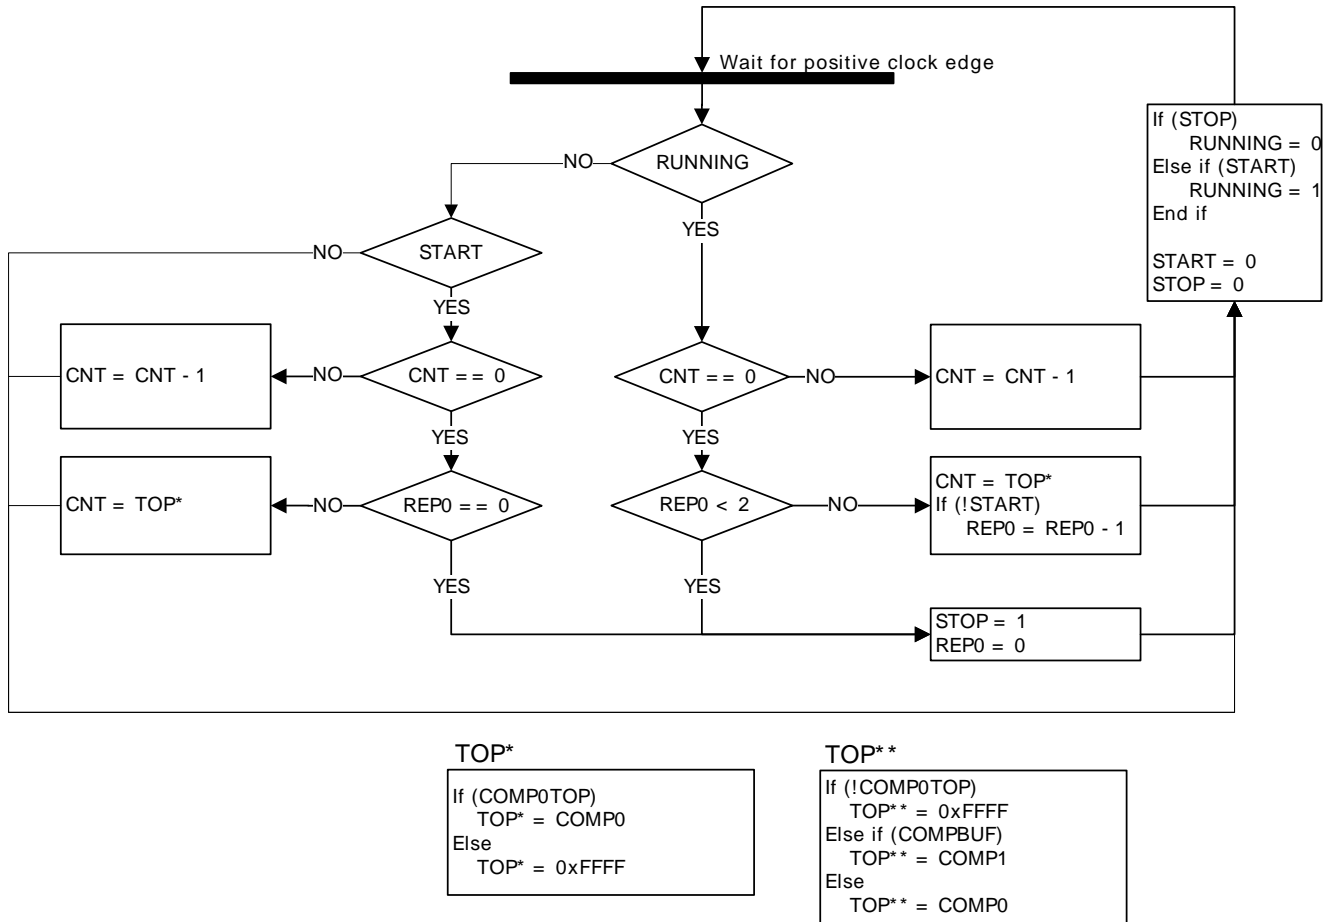 Wait for positive clock edge
If (STOP)
RUNNING = 0
Else if (START)
RUNNING = 1
End if
START = 0
STOP = 0
NO
RUNNING
YES
NO
START
YES
CNT = CNT - 1
NO
CNT == 0
CNT == 0
NO
CNT = CNT - 1
YES
YES
CNT = TOP*
NO
REP0 == 0
REP0 < 2
NO
CNT = TOP*
If (!START)
REP0 = REP0 - 1
YES
YES
STOP = 1
REP0 = 0
TOP*
If (COMP0TOP)
TOP* = COMP0
Else
TOP* = 0xFFFF
TOP**
If (!COMP0TOP)
TOP** = 0xFFFF
Else if (COMPBUF)
TOP** = COMP1
Else
TOP** = COMP0